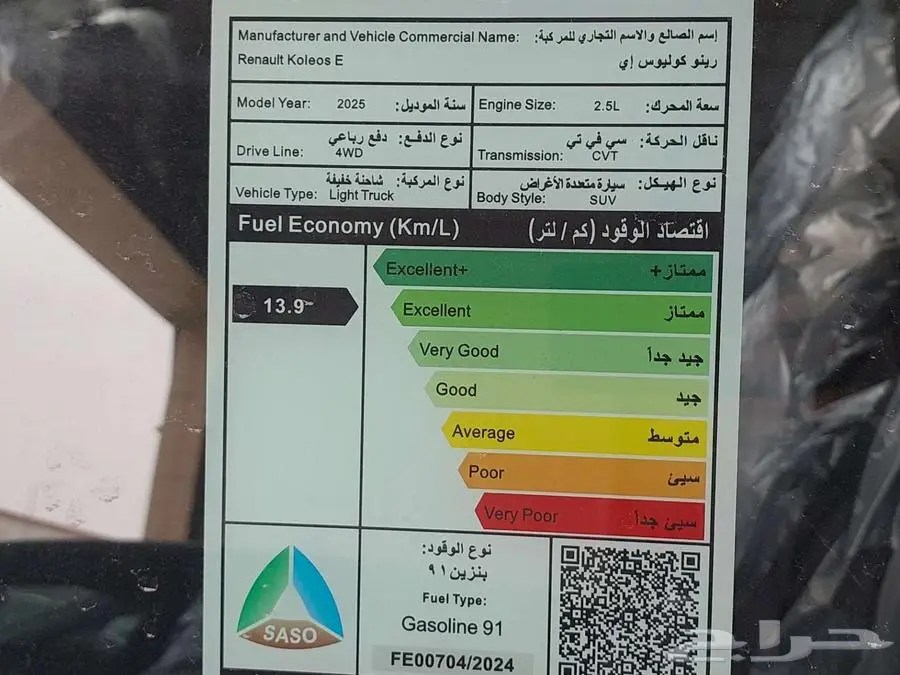 Manufacturer and Vehicle Commercial Name: إسم الصانع والاسم التجاري للمركبة:
Renault Koleos E رينو كوليوس إي
Model Year: 2025 سنة الموديل:
Engine Size: 2.5L سعة المحرك:
نوع الدفع: دفع رباعي
Drive Line: 4WD
ناقل الحركة: سي في تي
Transmission: CVT
نوع المركبة: شاحنة خفيفة
Vehicle Type: Light Truck
نوع الهيكل: سيارة متعددة الأغراض
Body Style: SUV
Fuel Economy (Km/L) اقتصاد الوقود (كم / لتر)
Excellent+ ممتاز+
13.9
Excellent ممتاز
Very Good جيد جداً
Good جيد
Average متوسط
Poor سيئ
Very Poor سيئ جداً
نوع الوقود:
بنزين ٩١
Fuel Type:
Gasoline 91
FE00704/2024
SASO
حراج